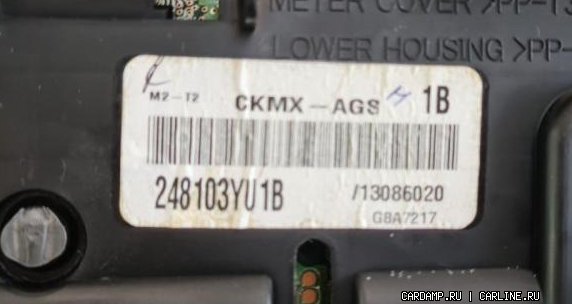 METER COVER >PP-T
LOWER HOUSING >PP-
M2-T2 CKMX-AGS 1B
248103YU1B /13086020
G8A7217
CARDAMP.RU | CARLINE.RU